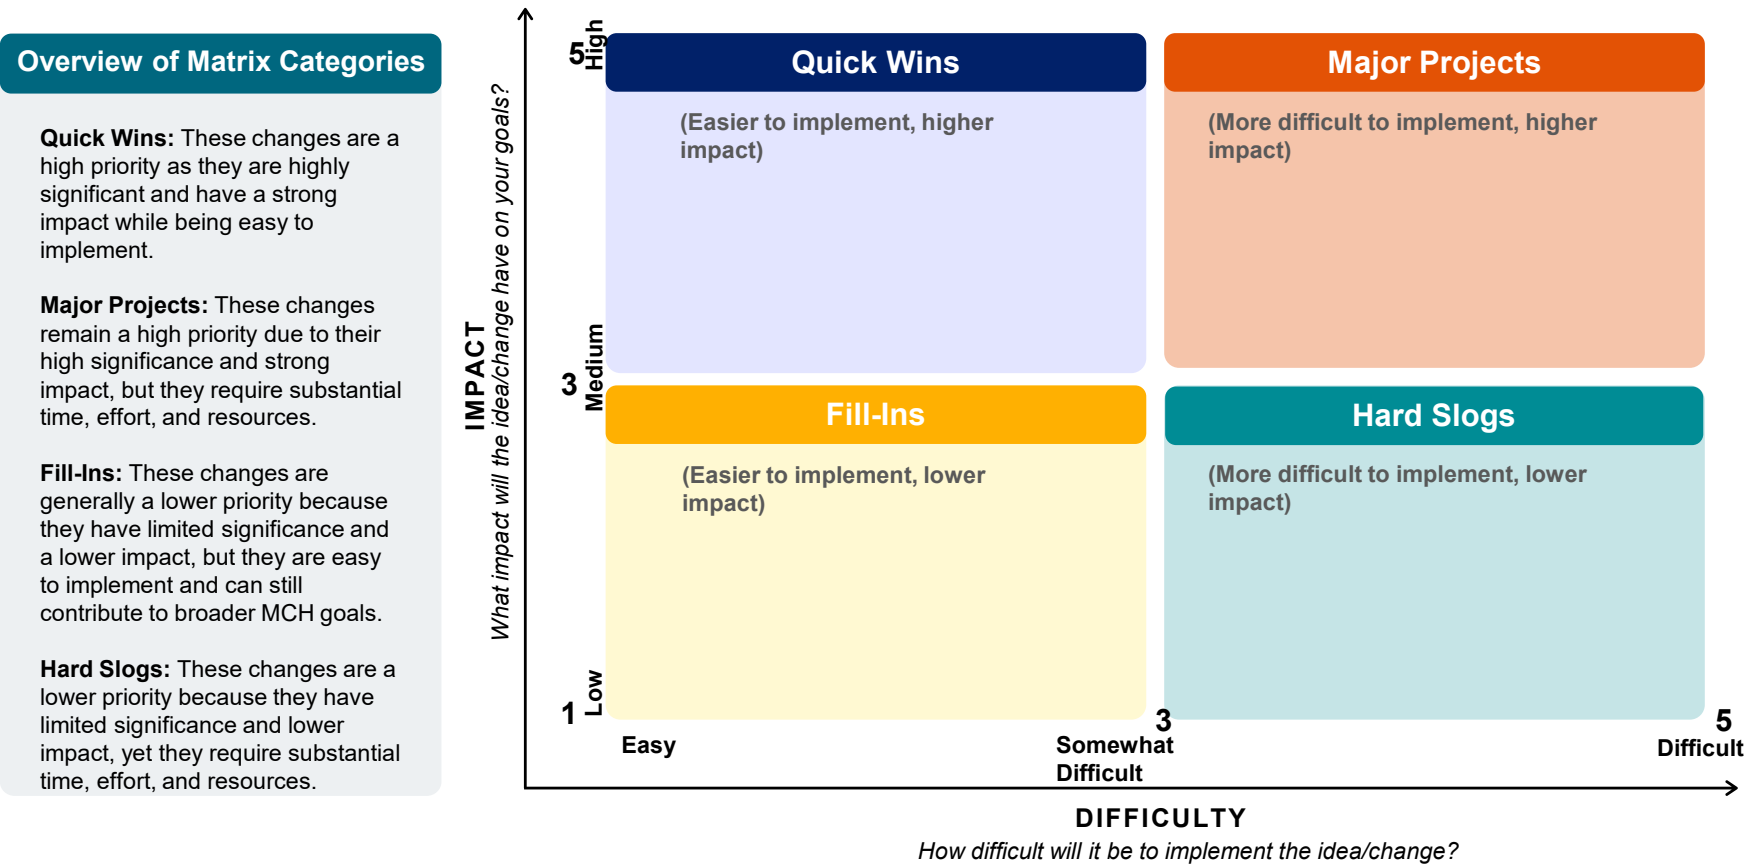 Overview of Matrix Categories
Quick Wins: These changes are a
high priority as they are highly
significant and have a strong
impact while being easy to
implement.
Major Projects: These changes
remain a high priority due to their
high significance and strong
impact, but they require substantial
time, effort, and resources.
Fill-Ins: These changes are
generally a lower priority because
they have limited significance and
a lower impact, but they are easy
to implement and can still
contribute to broader MCH goals.
Hard Slogs: These changes are a
lower priority because they have
limited significance and lower
impact, yet they require substantial
time, effort, and resources.
IMPACT
What impact will the idea/change have on your goals?
5
High
3
Medium
1
Low
Quick Wins
(Easier to implement, higher
impact)
Major Projects
(More difficult to implement, higher
impact)
Fill-Ins
(Easier to implement, lower
impact)
Hard Slogs
(More difficult to implement, lower
impact)
Easy
3
Somewhat
Difficult
5
Difficult
DIFFICULTY
How difficult will it be to implement the idea/change?